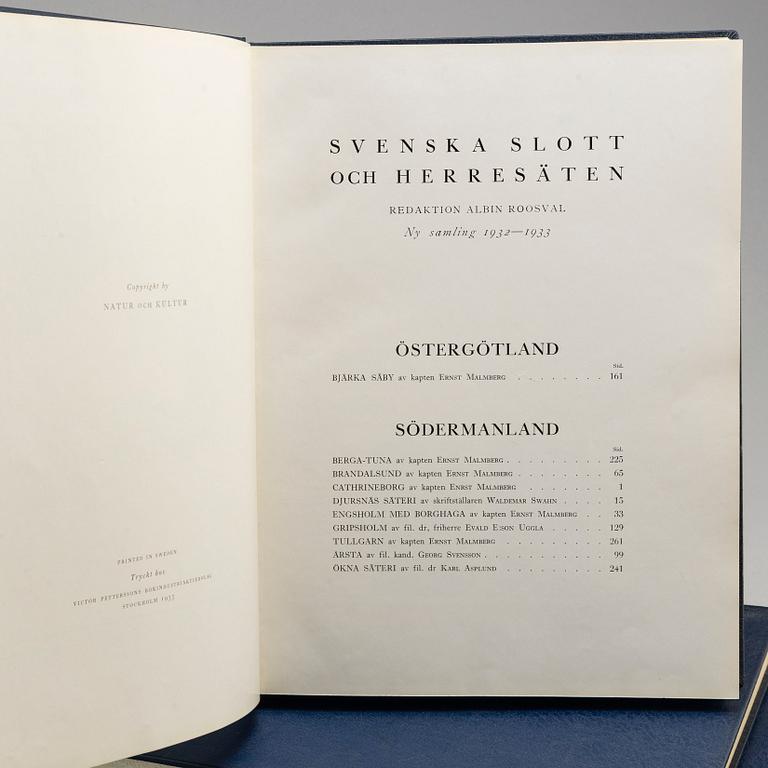 Copyright by
NATUR OCH KULTUR
PRINTED IN SWEDEN
Tryckt hos
VICTOR PETTERSONS BOKINDUSTRIAKTIEBOLAG
STOCKHOLM 1933
SVENSKA SLOTT
OCH HERRESÄTEN
REDAKTION ALBIN ROOSVAL
Ny samling 1932—1933
ÖSTERGÖTLAND
Sid.
BJÄRKA SÄBY av kapten ERNST MALMBERG . . . . . . . . 161
SÖDERMANLAND
Sid.
BERGA-TUNA av kapten ERNST MALMBERG . . . . . . . . . 225
BRANDALSUND av kapten ERNST MALMBERG . . . . . . . . 65
CATHRINEBORG av kapten ERNST MALMBERG . . . . . . . . 1
DJURSNÄS SÄTERI av skriftställaren WALDEMAR SWAHN . . . . 15
ENGSHOLM MED BORGHAGA av kapten ERNST MALMBERG . . 33
GRIPSHOLM av fil. dr, friherre EVALD E:SON UGGLA . . . . . 129
TULLGARN av kapten ERNST MALMBERG . . . . . . . . . . 261
ÅRSTA av fil. kand. GEORG SVENSSON . . . . . . . . . . . 99
ÖKNA SÄTERI av fil. dr KARL ASPLUND . . . . . . . . . 241